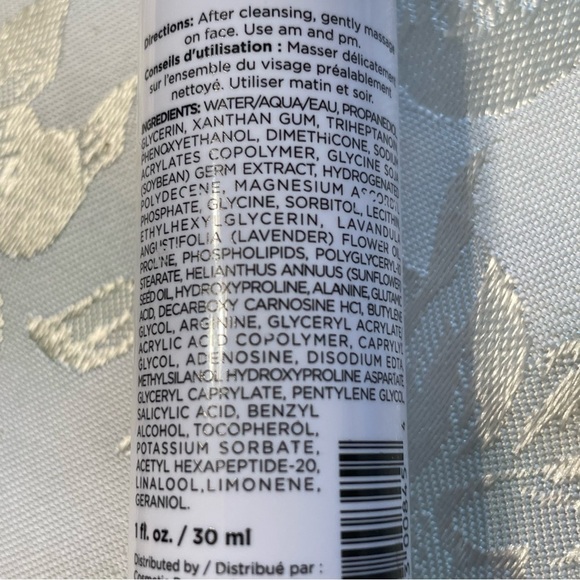 Directions: After cleansing, gently massage
on face. Use am and pm.
Conseils d'utilisation : Masser délicatement
sur l'ensemble du visage préalablement
nettoyé. Utiliser matin et soir.
INGREDIENTS: WATER/AQUA/EAU, PROPANEDIOL,
GLYCERIN, XANTHAN GUM, TRIHEPTANOIN,
PHENOXYETHANOL, DIMETHICONE, SODIUM
ACRYLATES COPOLYMER, GLYCINE SOJA
(SOYBEAN) GERM EXTRACT, HYDROGENATED
POLYDECENE, MAGNESIUM ASCORBYL
PHOSPHATE, GLYCINE, SORBITOL, LECITHIN,
ETHYLHEXYLGLYCERIN, LAVANDULA
ANGUSTIFOLIA (LAVENDER) FLOWER OIL,
PROLINE, PHOSPHOLIPIDS, POLYGLYCERYL-10
STEARATE, HELIANTHUS ANNUUS (SUNFLOWER)
SEED OIL, HYDROXYPROLINE, ALANINE, GLUTAMIC
ACID, DECARBOXY CARNOSINE HCl, BUTYLENE
GLYCOL, ARGININE, GLYCERYL ACRYLATE/
ACRYLIC ACID COPOLYMER, CAPRYLYL
GLYCOL, ADENOSINE, DISODIUM EDTA,
METHYLSILANOL HYDROXYPROLINE ASPARTATE,
GLYCERYL CAPRYLATE, PENTYLENE GLYCOL,
SALICYLIC ACID, BENZYL
ALCOHOL, TOCOPHEROL,
POTASSIUM SORBATE,
ACETYL HEXAPEPTIDE-20,
LINALOOL, LIMONENE,
GERANIOL.
1 fl. oz. / 30 ml
Distributed by / Distribué par :
Cosmetic